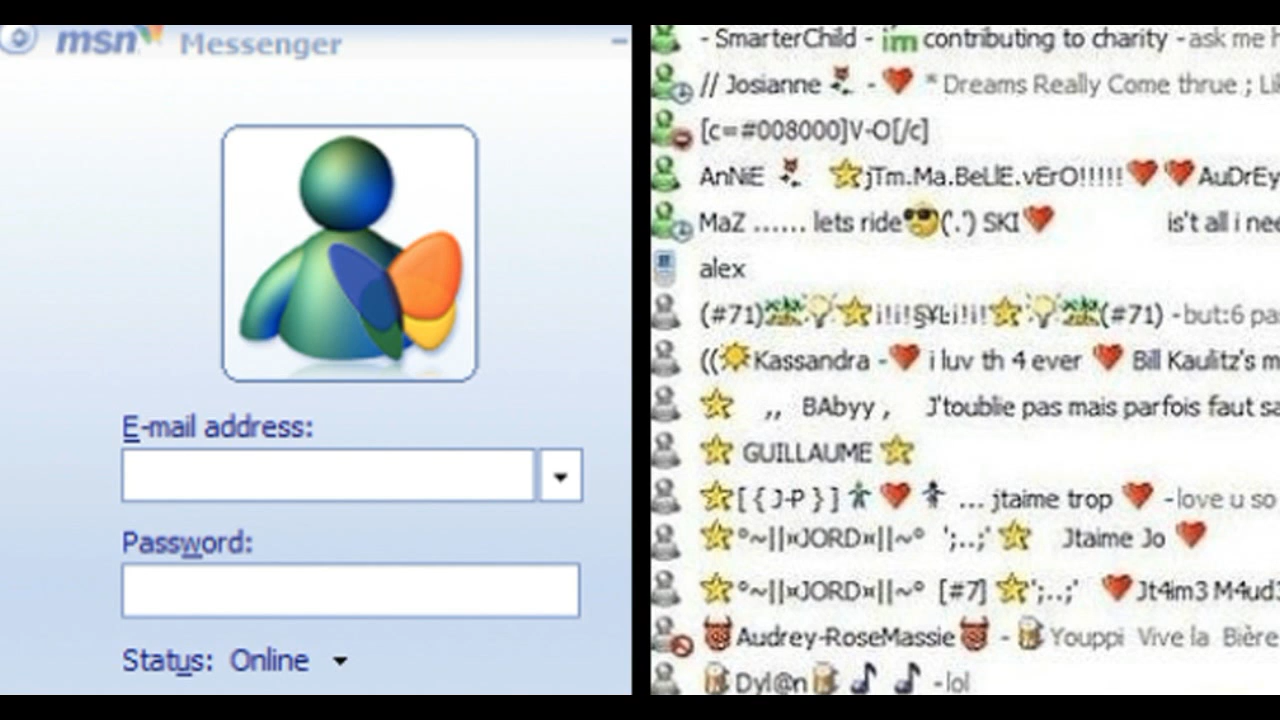 msn Messenger
E-mail address:
Password:
Status: Online
- SmarterChild - im contributing to charity - ask me h
// Josianne - * Dreams Really Come thrue ; Li
[c=#008000]V-O[/c]
AnNiE jTm.Ma.BeLlE.vErO!!!!! AuDrEy
MaZ ...... lets ride ('.') SKI is't all i nee
alex
(#71) ¡!¡!§¥Ł¡!¡! (#71) - but:6 pa
(( Kassandra - i luv th 4 ever Bill Kaulitz's m
,, BAbyy , J'toublie pas mais parfois faut sa
GUILLAUME
[ { J-P } ] ... jtaime trop - love u so
°~||¤JORD¤||~° ';..;' Jtaime Jo
°~||¤JORD¤||~° [#7] ';..;' Jt4im3 M4ud3
Audrey-RoseMassie - Youppi Vive la Bière
Dyl@n - lol